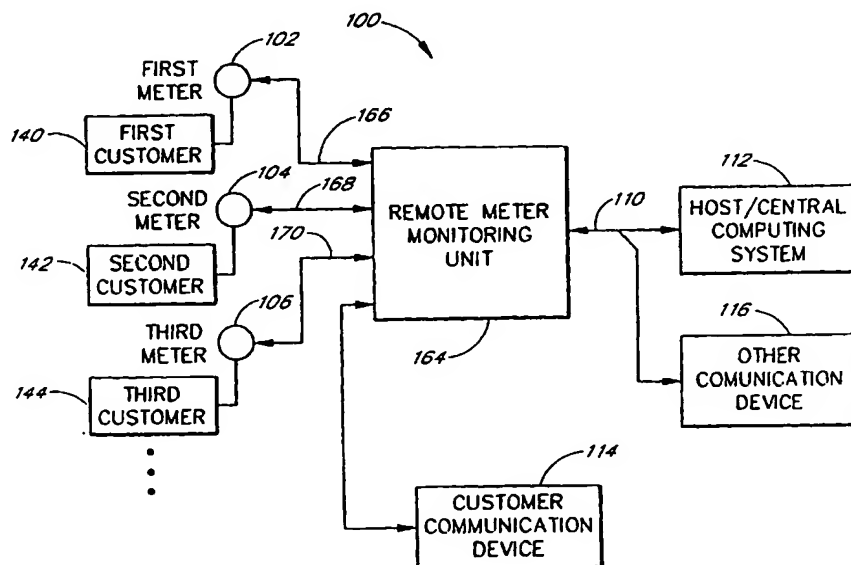 100
102
FIRST
METER
140
FIRST
CUSTOMER
166
104
SECOND
METER
168
142
SECOND
CUSTOMER
170
106
THIRD
METER
144
THIRD
CUSTOMER
REMOTE METER
MONITORING
UNIT
164
110
112
HOST/CENTRAL
COMPUTING
SYSTEM
116
OTHER
COMUNICATION
DEVICE
114
CUSTOMER
COMMUNICATION
DEVICE